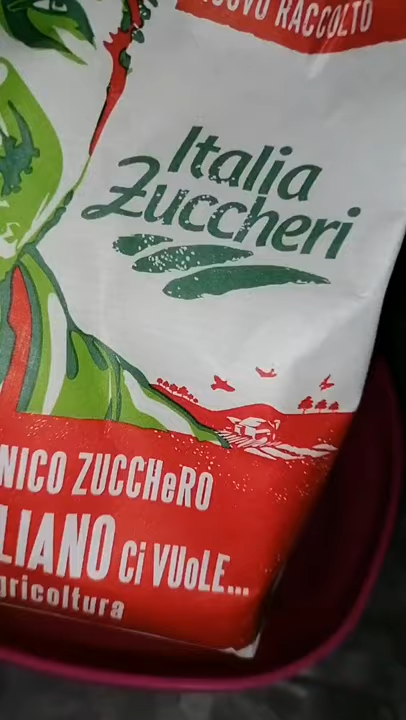 NUOVO RACCOLTO
Italia
Zuccheri
NICO ZUCCHeRO
LIANO Ci VUoLE...
gricoltura